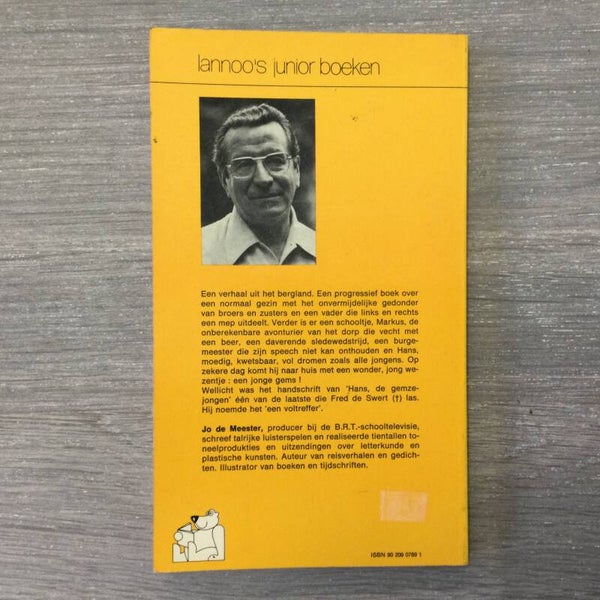 lannoo's junior boeken
Een verhaal uit het bergland. Een progressief boek over
een normaal gezin met het onvermijdelijke gedonder
van broers en zusters en een vader die links en rechts
een mep uitdeelt. Verder is er een schooltje, Markus, de
onberekenbare avonturier van het dorp die vecht met
een beer, een daverende sledewedstrijd, een burge-
meester die zijn speech niet kan onthouden en Hans,
moedig, kwetsbaar, vol dromen zoals alle jongens. Op
zekere dag komt hij naar huis met een wonder, jong we-
zentje : een jonge gems !
Wellicht was het handschrift van 'Hans, de gemze-
jongen' één van de laatste die Fred de Swert (†) las.
Hij noemde het 'een voltreffer'.
Jo de Meester, producer bij de B.R.T.-schooltelevisie,
schreef talrijke luisterspelen en realiseerde tientallen to-
neelprodukties en uitzendingen over letterkunde en
plastische kunsten. Auteur van reisverhalen en gedich-
ten. Illustrator van boeken en tijdschriften.
ISBN 90 209 0789 1